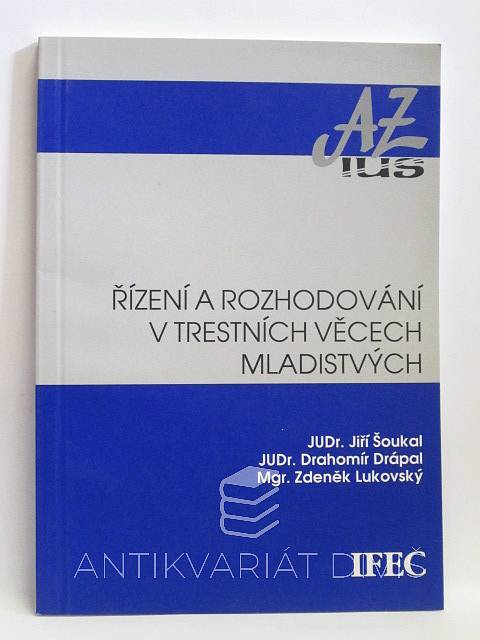 AZ
IUS
ŘÍZENÍ A ROZHODOVÁNÍ
V TRESTNÍCH VĚCECH
MLADISTVÝCH
JUDr. Jiří Šoukal
JUDr. Drahomír Drápal
Mgr. Zdeněk Lukovský
IFEC
ANTIKVARIÁT